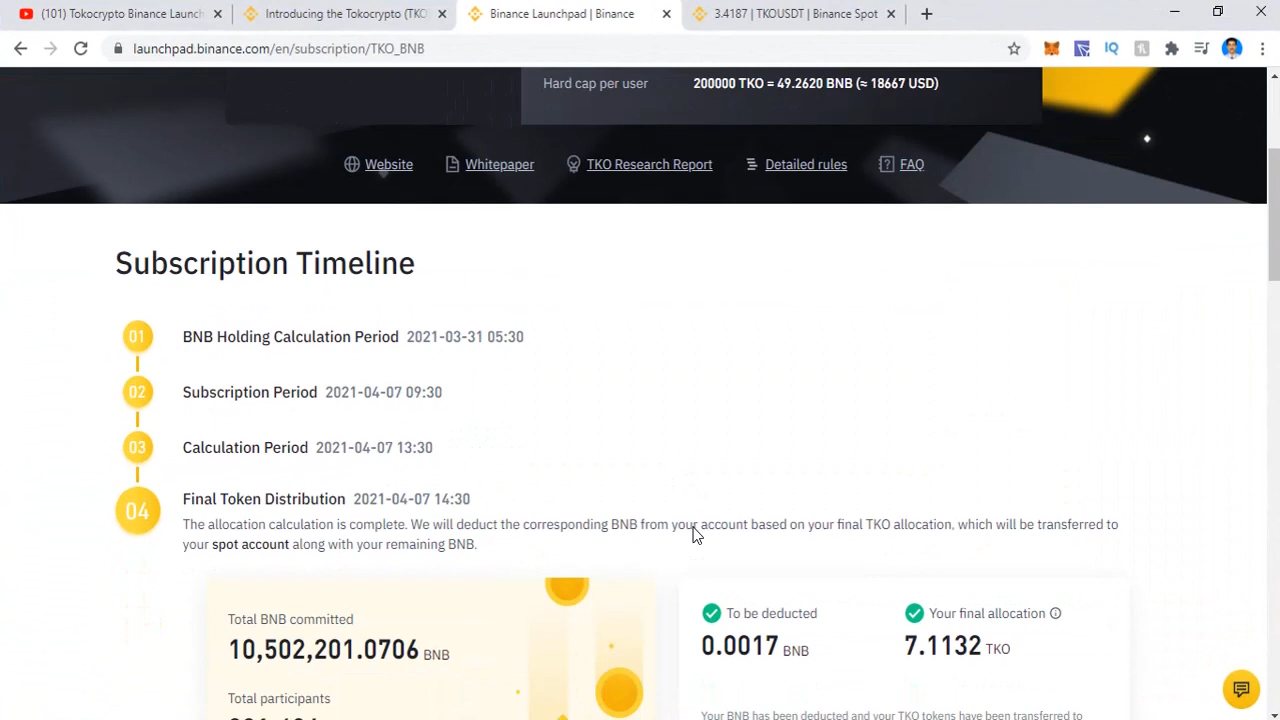 (101) Tokocrypto Binance Launch
Introducing the Tokocrypto (TKO
Binance Launchpad | Binance
3.4187 | TKOUSDT | Binance Spot
launchpad.binance.com/en/subscription/TKO_BNB
Hard cap per user
200000 TKO = 49.2620 BNB (≈ 18667 USD)
Website
Whitepaper
TKO Research Report
Detailed rules
FAQ
Subscription Timeline
01
BNB Holding Calculation Period 2021-03-31 05:30
02
Subscription Period 2021-04-07 09:30
03
Calculation Period 2021-04-07 13:30
04
Final Token Distribution 2021-04-07 14:30
The allocation calculation is complete. We will deduct the corresponding BNB from your account based on your final TKO allocation, which will be transferred to
your spot account along with your remaining BNB.
Total BNB committed
10,502,201.0706 BNB
Total participants
To be deducted
0.0017 BNB
Your final allocation
7.1132 TKO
Your BNB has been deducted and your TKO tokens have been transferred to